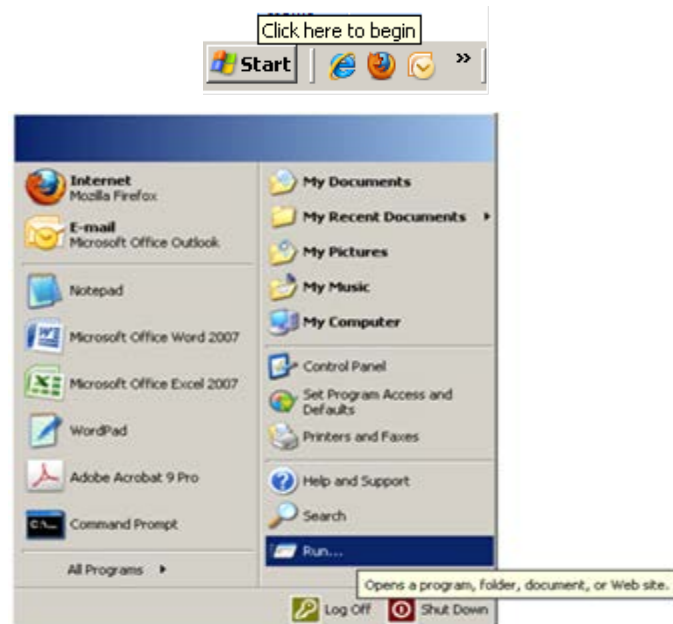 Click here to begin
Start
»
Internet
Mozilla Firefox
E-mail
Microsoft Office Outlook
Notepad
Microsoft Office Word 2007
Microsoft Office Excel 2007
WordPad
Adobe Acrobat 9 Pro
C:\...
Command Prompt
All Programs
My Documents
My Recent Documents
My Pictures
My Music
My Computer
Control Panel
Set Program Access and
Defaults
Printers and Faxes
Help and Support
Search
Run...
Opens a program, folder, document, or Web site.
Log Off
Shut Down